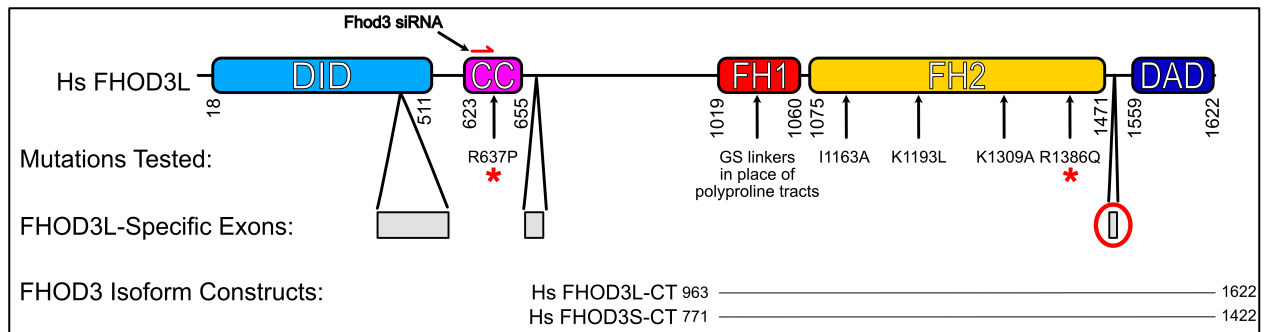 Fhod3 siRNA
Hs FHOD3L
DID
CC
FH1
FH2
DAD
18
511
623
655
1019
1060
1075
1471
1559
1622
Mutations Tested:
R637P
*
GS linkers
in place of
polyproline tracts
I1163A
K1193L
K1309A
R1386Q
*
FHOD3L-Specific Exons:
FHOD3 Isoform Constructs:
Hs FHOD3L-CT 963
1622
Hs FHOD3S-CT 771
1422